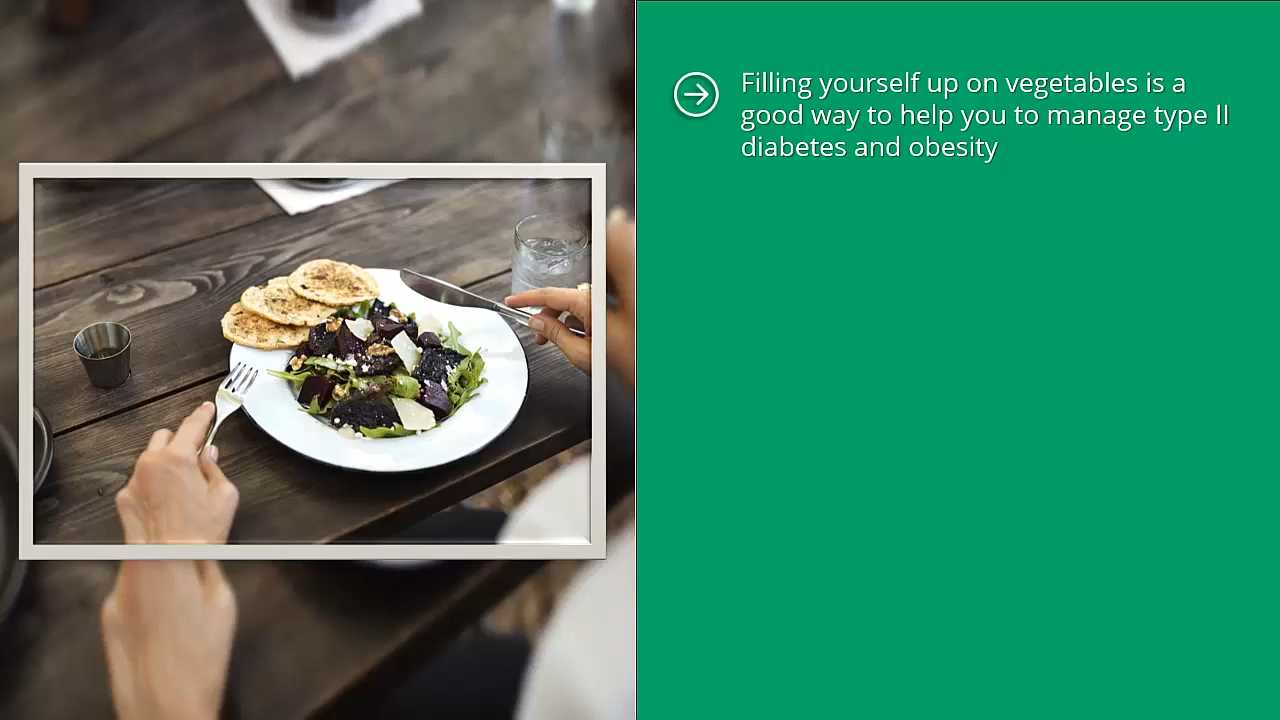 Filling yourself up on vegetables is a
good way to help you to manage type II
diabetes and obesity